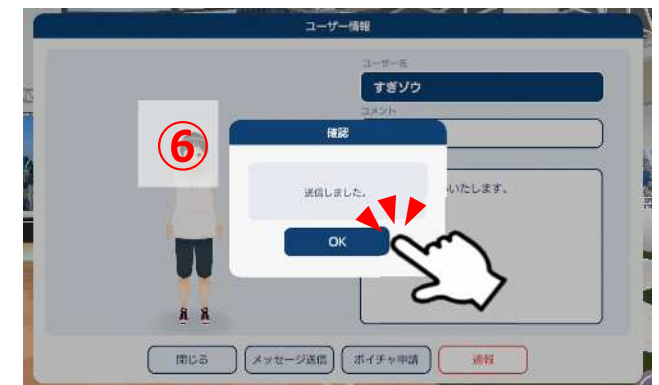 ユーザー情報
ユーザー名
すぎゾウ
コメント
⑥
確認
送信しました。
いたします。
OK
閉じる
メッセージ送信
ボイチャ申請
通報